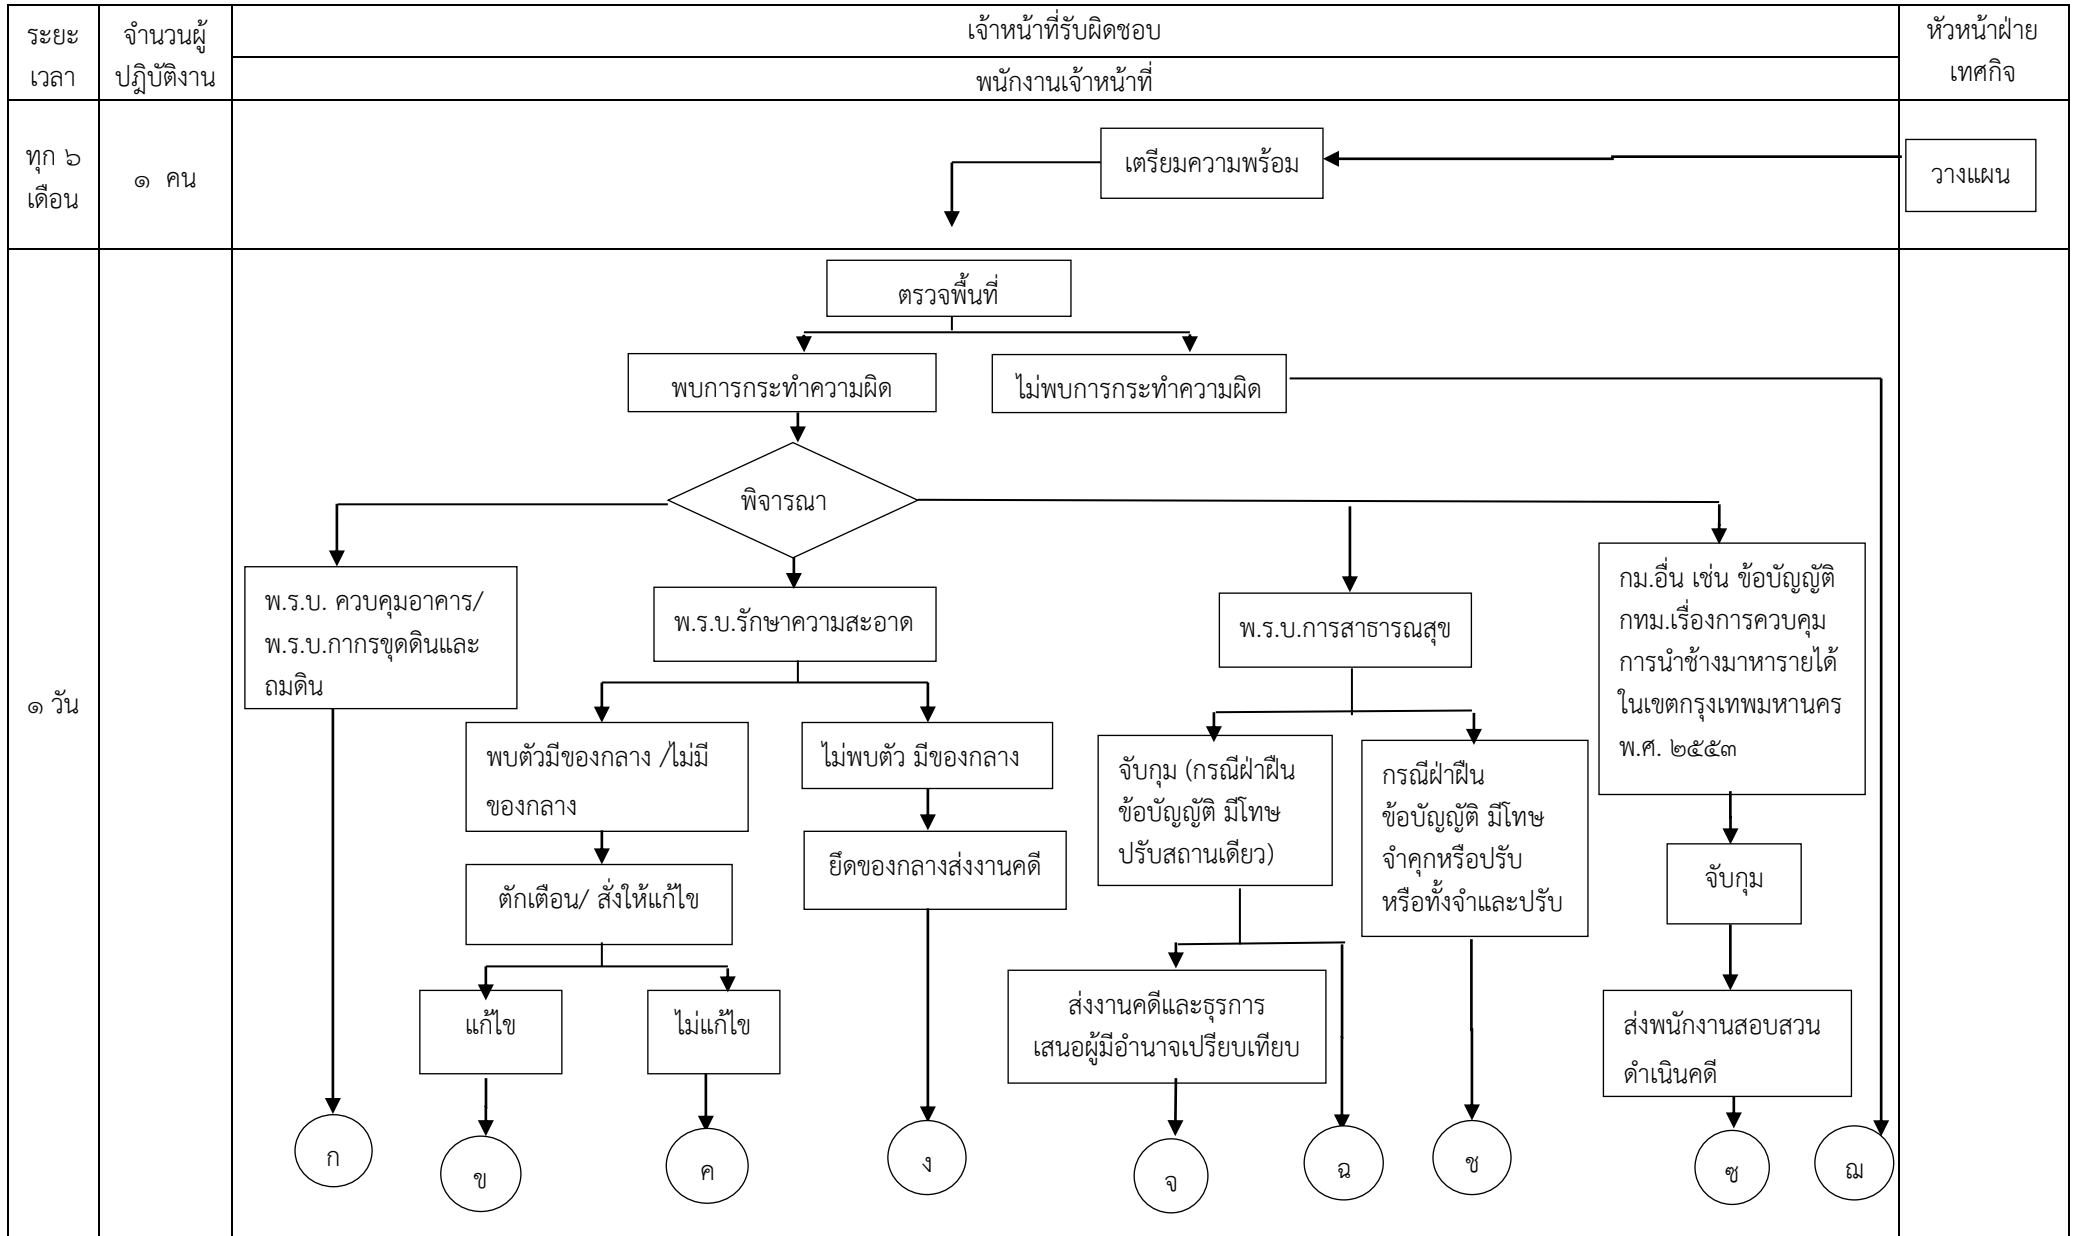 ระยะ
เวลา
จำนวนผู้
ปฏิบัติงาน
เจ้าหน้าที่รับผิดชอบ
พนักงานเจ้าหน้าที่
หัวหน้าฝ่าย
เทศกิจ
ทุก ๖
เดือน
๑ คน
เตรียมความพร้อม
วางแผน
๑ วัน
ตรวจพื้นที่
พบการกระทำความผิด
ไม่พบการกระทำความผิด
พิจารณา
พ.ร.บ. ควบคุมอาคาร/
พ.ร.บ.กากรขุดดินและ
ถมดิน
พ.ร.บ.รักษาความสะอาด
พ.ร.บ.การสาธารณสุข
กม.อื่น เช่น ข้อบัญญัติ
กทม.เรื่องการควบคุม
การนำช้างมาหารายได้
ในเขตกรุงเทพมหานคร
พ.ศ. ๒๕๕๓
พบตัวมีของกลาง /ไม่มี
ของกลาง
ไม่พบตัว มีของกลาง
จับกุม (กรณีฝ่าฝืน
ข้อบัญญัติ มีโทษ
ปรับสถานเดียว)
กรณีฝ่าฝืน
ข้อบัญญัติ มีโทษ
จำคุกหรือปรับ
หรือทั้งจำและปรับ
ตักเตือน/ สั่งให้แก้ไข
ยึดของกลางส่งงานคดี
จับกุม
แก้ไข
ไม่แก้ไข
ส่งงานคดีและธุรการ
เสนอผู้มีอำนาจเปรียบเทียบ
ส่งพนักงานสอบสวน
ดำเนินคดี
ก
ข
ค
ง
จ
ฉ
ช
ซ
ฌ